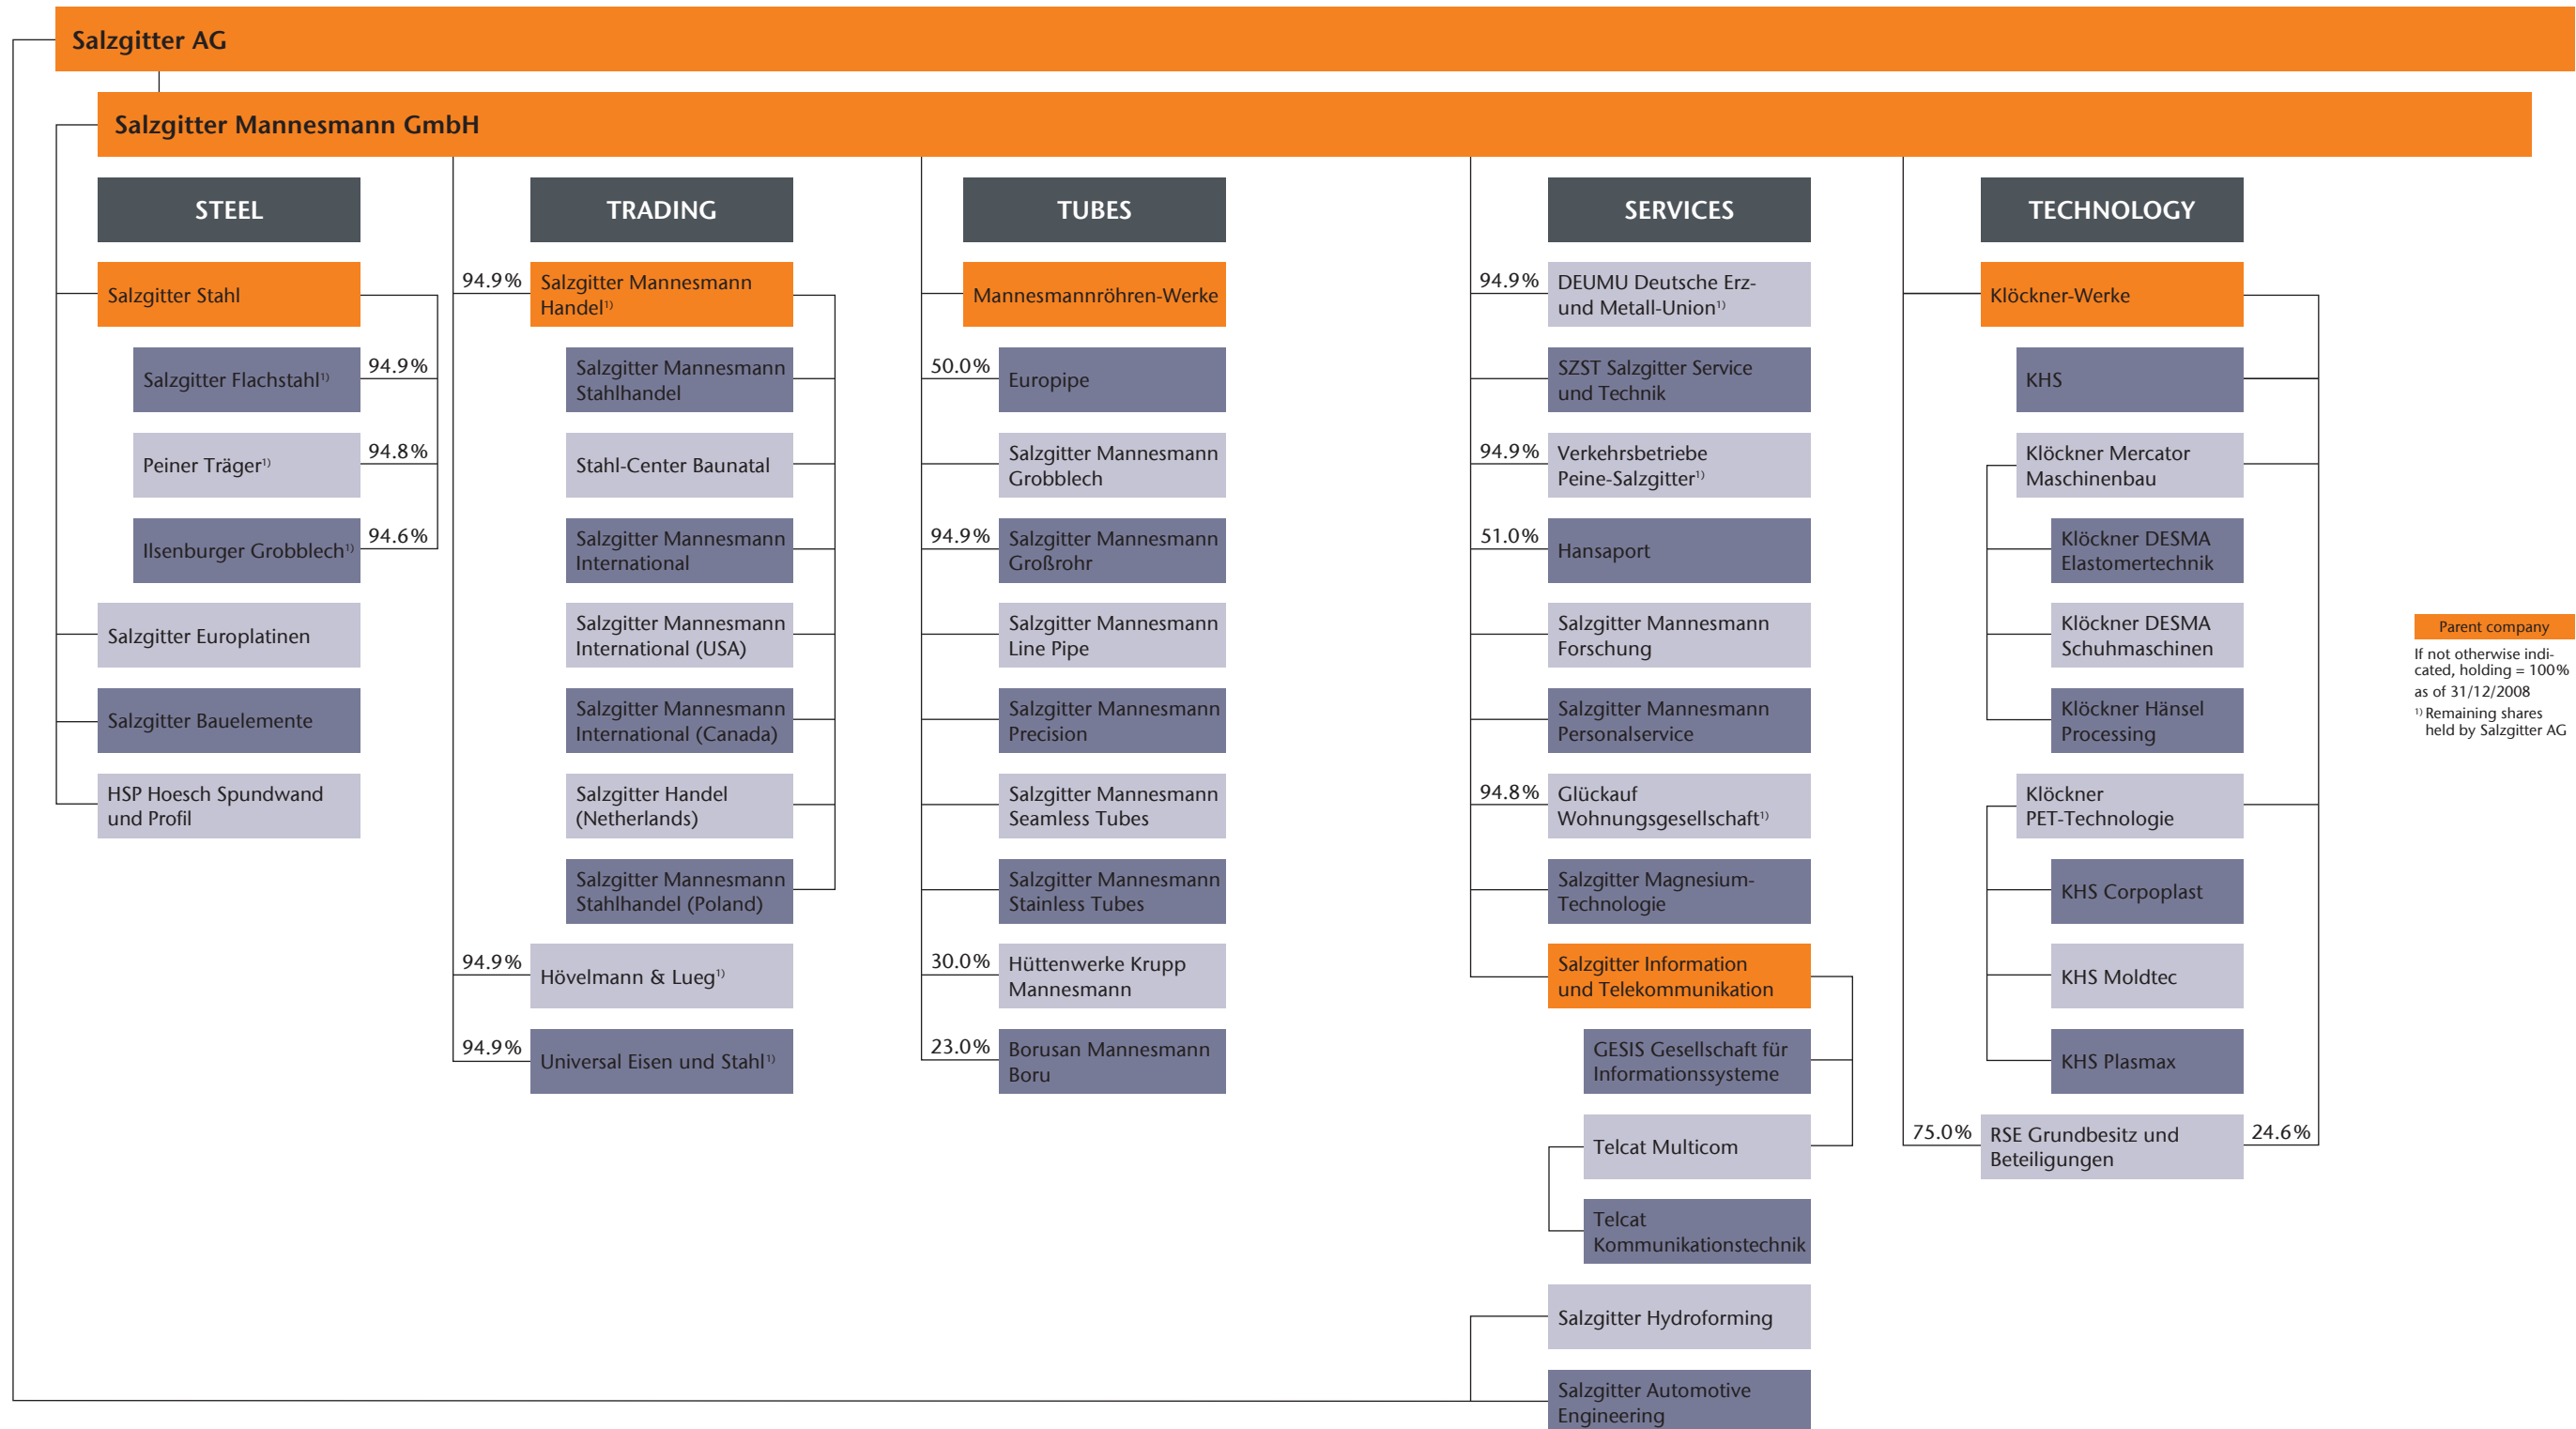 Salzgitter AG
Salzgitter Mannesmann GmbH
STEEL
Salzgitter Stahl
Salzgitter Flachstahl¹⁾
94.9%
Peiner Träger¹⁾
94.8%
Ilsenburger Grobblech¹⁾
94.6%
Salzgitter Europlatinen
Salzgitter Bauelemente
HSP Hoesch Spundwand
und Profil
TRADING
94.9%
Salzgitter Mannesmann
Handel¹⁾
Salzgitter Mannesmann
Stahlhandel
Stahl-Center Baunatal
Salzgitter Mannesmann
International
Salzgitter Mannesmann
International (USA)
Salzgitter Mannesmann
International (Canada)
Salzgitter Handel
(Netherlands)
Salzgitter Mannesmann
Stahlhandel (Poland)
94.9%
Hövelmann & Lueg¹⁾
94.9%
Universal Eisen und Stahl¹⁾
TUBES
Mannesmannröhren-Werke
50.0%
Europipe
Salzgitter Mannesmann
Grobblech
94.9%
Salzgitter Mannesmann
Großrohr
Salzgitter Mannesmann
Line Pipe
Salzgitter Mannesmann
Precision
Salzgitter Mannesmann
Seamless Tubes
Salzgitter Mannesmann
Stainless Tubes
30.0%
Hüttenwerke Krupp
Mannesmann
23.0%
Borusan Mannesmann
Boru
SERVICES
94.9%
DEUMU Deutsche Erz-
und Metall-Union¹⁾
SZST Salzgitter Service
und Technik
94.9%
Verkehrsbetriebe
Peine-Salzgitter¹⁾
51.0%
Hansaport
Salzgitter Mannesmann
Forschung
Salzgitter Mannesmann
Personalservice
94.8%
Glückauf
Wohnungsgesellschaft¹⁾
Salzgitter Magnesium-
Technologie
Salzgitter Information
und Telekommunikation
GESIS Gesellschaft für
Informationssysteme
Telcat Multicom
Telcat
Kommunikationstechnik
Salzgitter Hydroforming
Salzgitter Automotive
Engineering
TECHNOLOGY
Klöckner-Werke
KHS
Klöckner Mercator
Maschinenbau
Klöckner DESMA
Elastomertechnik
Klöckner DESMA
Schuhmaschinen
Klöckner Hänsel
Processing
Klöckner
PET-Technologie
KHS Corpoplast
KHS Moldtec
KHS Plasmax
75.0%
RSE Grundbesitz und
Beteiligungen
24.6%
Parent company
If not otherwise indi-
cated, holding = 100%
as of 31/12/2008
¹⁾ Remaining shares
held by Salzgitter AG